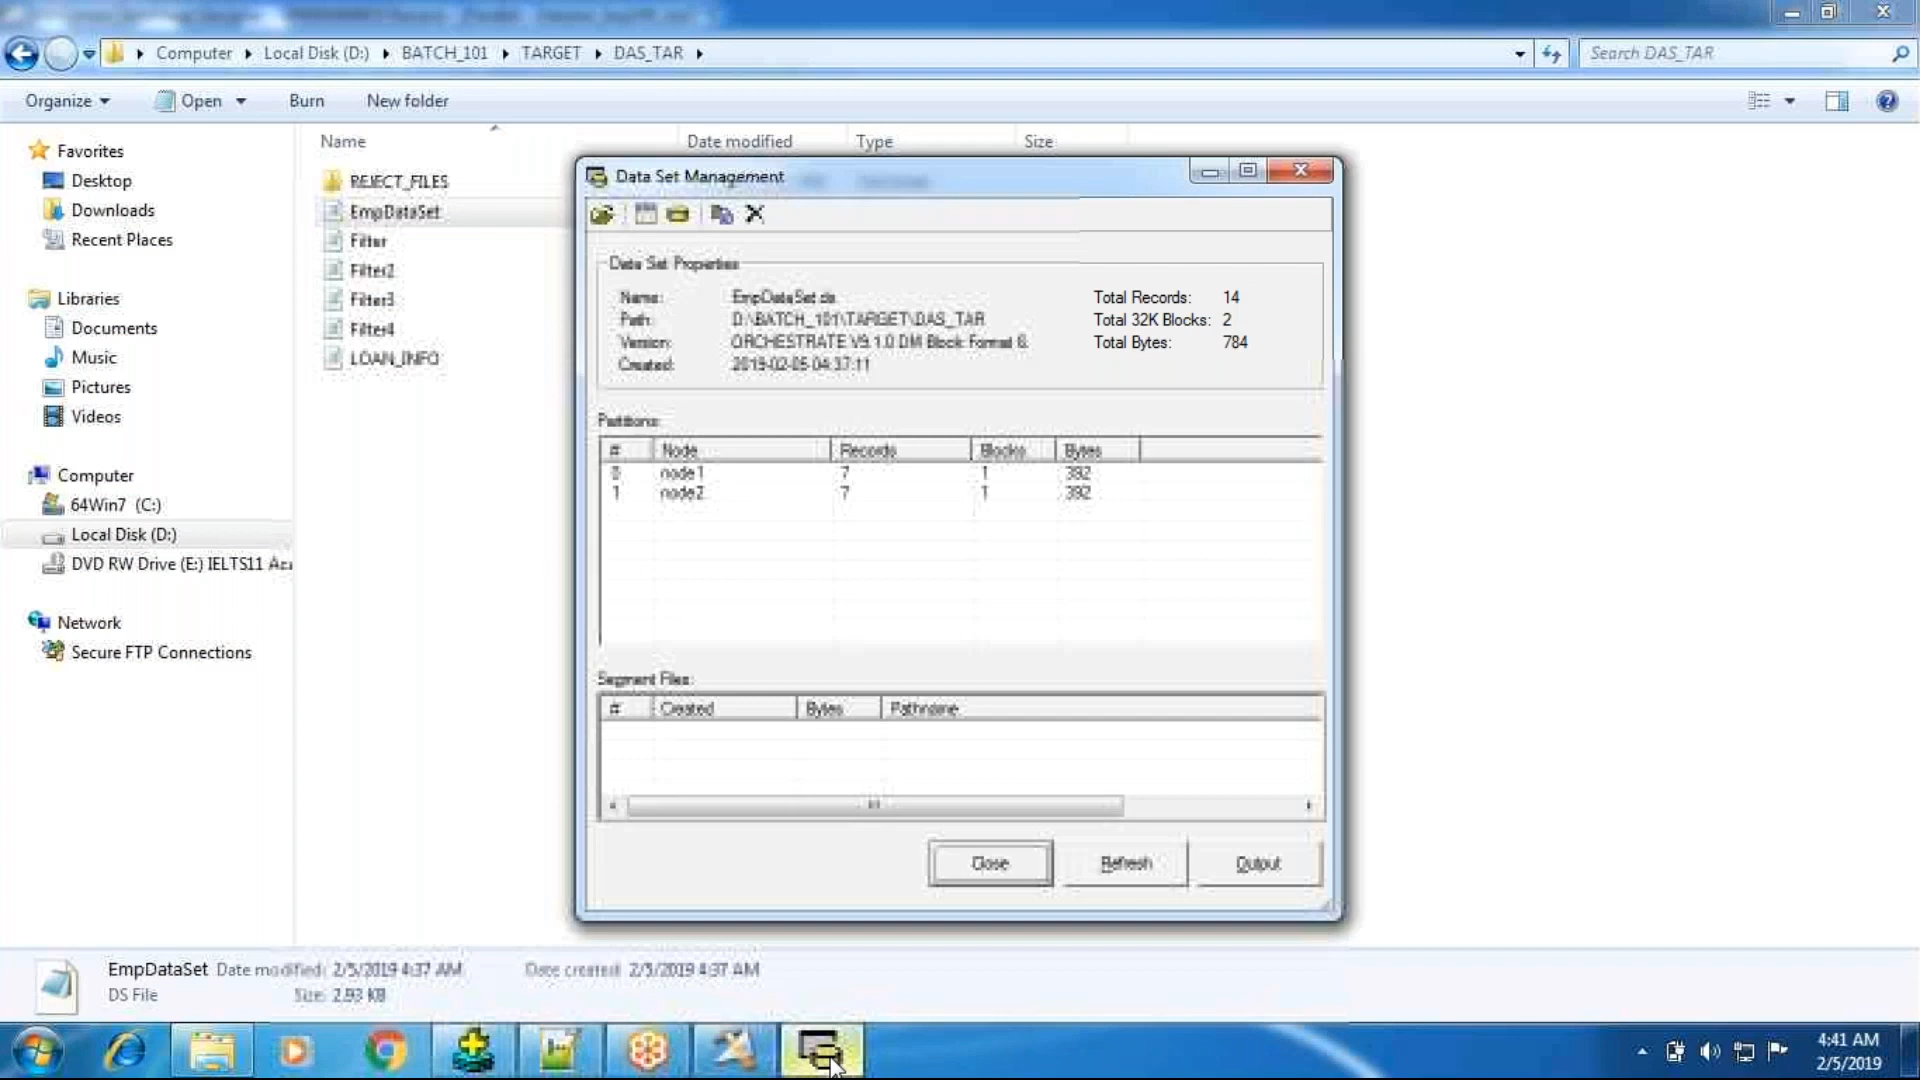 Computer Local Disk (D:) BATCH_101 TARGET DAS_TAR
Search DAS_TAR
Organize Open Burn New folder
Name Date modified Type Size
Favorites
Desktop
Downloads
Recent Places
Libraries
Documents
Music
Pictures
Videos
Computer
64Win7 (C:)
Local Disk (D:)
DVD RW Drive (E:) IELTS11 Aca
Network
Secure FTP Connections
REJECT_FILES
EmpDataSet
Filter
Filter2
Filter3
Filter4
LOAN_INFO
Data Set Management
Data Set Properties
Name: EmpDataSet.ds Total Records: 14
Path: D:\BATCH_101\TARGET\DAS_TAR Total 32K Blocks: 2
Version: ORCHESTRATE V9.1.0 DM Block Format 6. Total Bytes: 784
Created: 2019-02-05 04:37:11
Partitions:
# Node Records Blocks Bytes
0 node1 7 1 392
1 node2 7 1 392
Segment Files:
# Created Bytes Pathname
Close Refresh Output
EmpDataSet Date modified: 2/5/2019 4:37 AM Date created: 2/5/2019 4:37 AM
DS File Size: 2.93 KB
4:41 AM
2/5/2019